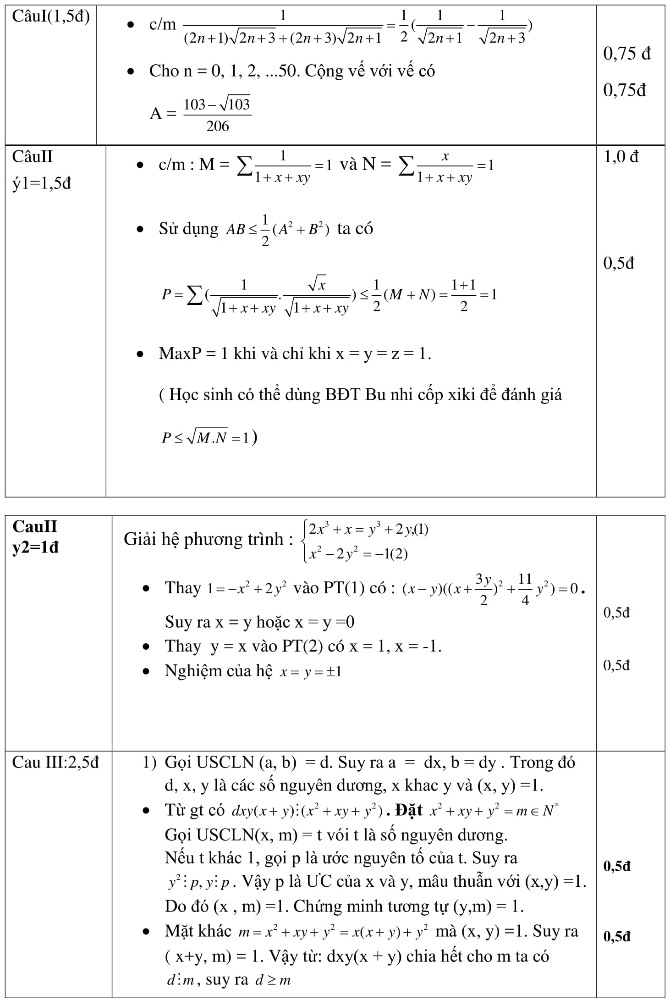 CâuI(1,5đ)
• c/m 1/((2n+1)√(2n+3) + (2n+3)√(2n+1)) = 1/2 (1/√(2n+1) − 1/√(2n+3))
0,75 đ
• Cho n = 0, 1, 2, ...50. Cộng vế với vế có
0,75đ
A = (103−√103)/206
CâuII
ý1=1,5đ
• c/m : M = ∑ 1/(1+x+xy) = 1 và N = ∑ x/(1+x+xy) = 1
1,0 đ
• Sử dụng AB ≤ 1/2 (A² + B²) ta có
0,5đ
P = ∑(1/√(1+x+xy) . √x/√(1+x+xy)) ≤ 1/2 (M + N) = (1+1)/2 = 1
• MaxP = 1 khi và chỉ khi x = y = z = 1.
( Học sinh có thể dùng BĐT Bu nhi cốp xiki để đánh giá
P ≤ √(M.N) = 1 )
CauII
y2=1đ
Giải hệ phương trình : { 2x³ + x = y³ + 2y,(1)
x² − 2y² = −1(2)
• Thay 1 = −x² + 2y² vào PT(1) có : (x − y)((x + 3y/2)² + 11/4 y²) = 0 .
Suy ra x = y hoặc x = y =0
0,5đ
• Thay y = x vào PT(2) có x = 1, x = -1.
• Nghiệm của hệ x = y = ±1
0,5đ
Cau III:2,5đ
1) Gọi USCLN (a, b) = d. Suy ra a = dx, b = dy . Trong đó
d, x, y là các số nguyên dương, x khac y và (x, y) =1.
• Từ gt có dxy(x + y)⋮(x² + xy + y²) . Đặt x² + xy + y² = m ∈ N*
Gọi USCLN(x, m) = t vói t là số nguyên dương.
Nếu t khác 1, gọi p là ước nguyên tố của t. Suy ra
0,5đ
y²⋮p, y⋮p . Vậy p là ƯC của x và y, mâu thuẫn với (x,y) =1.
Do đó (x , m) =1. Chứng minh tương tự (y,m) = 1.
• Mặt khác m = x² + xy + y² = x(x + y) + y² mà (x, y) =1. Suy ra
0,5đ
( x+y, m) = 1. Vậy từ: dxy(x + y) chia hết cho m ta có
d⋮m, suy ra d ≥ m